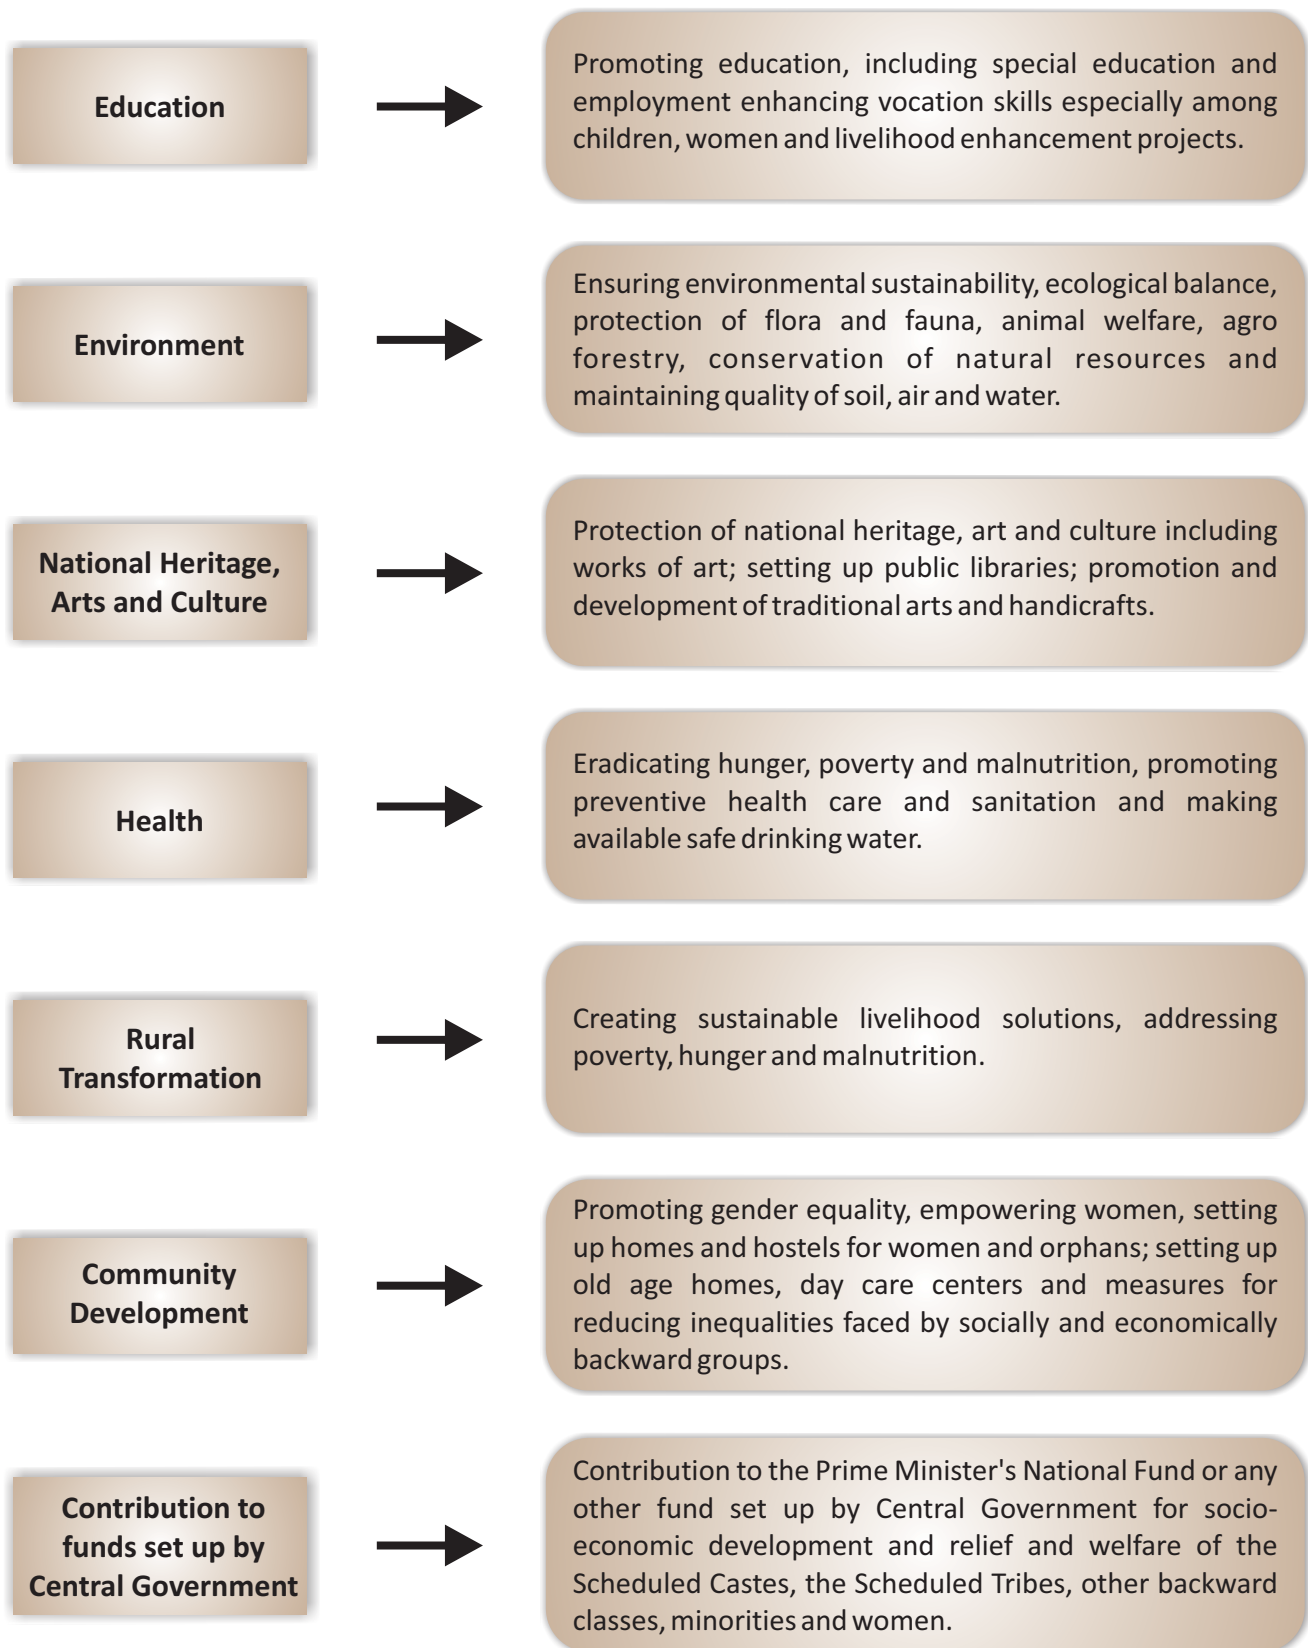 Education
Promoting education, including special education and
employment enhancing vocation skills especially among
children, women and livelihood enhancement projects.
Environment
Ensuring environmental sustainability, ecological balance,
protection of flora and fauna, animal welfare, agro
forestry, conservation of natural resources and
maintaining quality of soil, air and water.
National Heritage,
Arts and Culture
Protection of national heritage, art and culture including
works of art; setting up public libraries; promotion and
development of traditional arts and handicrafts.
Health
Eradicating hunger, poverty and malnutrition, promoting
preventive health care and sanitation and making
available safe drinking water.
Rural
Transformation
Creating sustainable livelihood solutions, addressing
poverty, hunger and malnutrition.
Community
Development
Promoting gender equality, empowering women, setting
up homes and hostels for women and orphans; setting up
old age homes, day care centers and measures for
reducing inequalities faced by socially and economically
backward groups.
Contribution to
funds set up by
Central Government
Contribution to the Prime Minister's National Fund or any
other fund set up by Central Government for socio-
economic development and relief and welfare of the
Scheduled Castes, the Scheduled Tribes, other backward
classes, minorities and women.